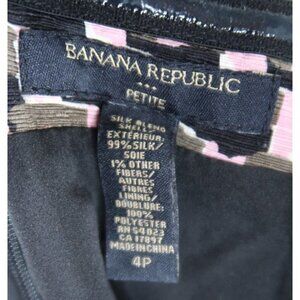 BANANA REPUBLIC
PETITE
SILK BLEND
SHELL/
EXTÉRIEUR:
99% SILK/
SOIE
1% OTHER
FIBERS/
AUTRES
FIBRES
LINING/
DOUBLURE:
100%
POLYESTER
RN 54023
CA 17897
MADE IN CHINA
4P